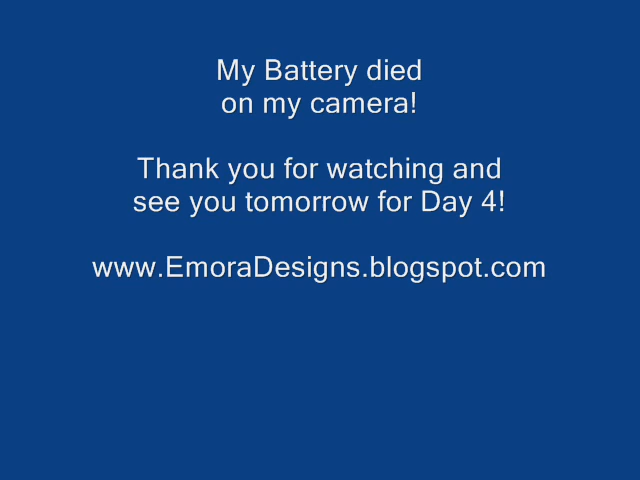 My Battery died
on my camera!
Thank you for watching and
see you tomorrow for Day 4!
www.EmoraDesigns.blogspot.com